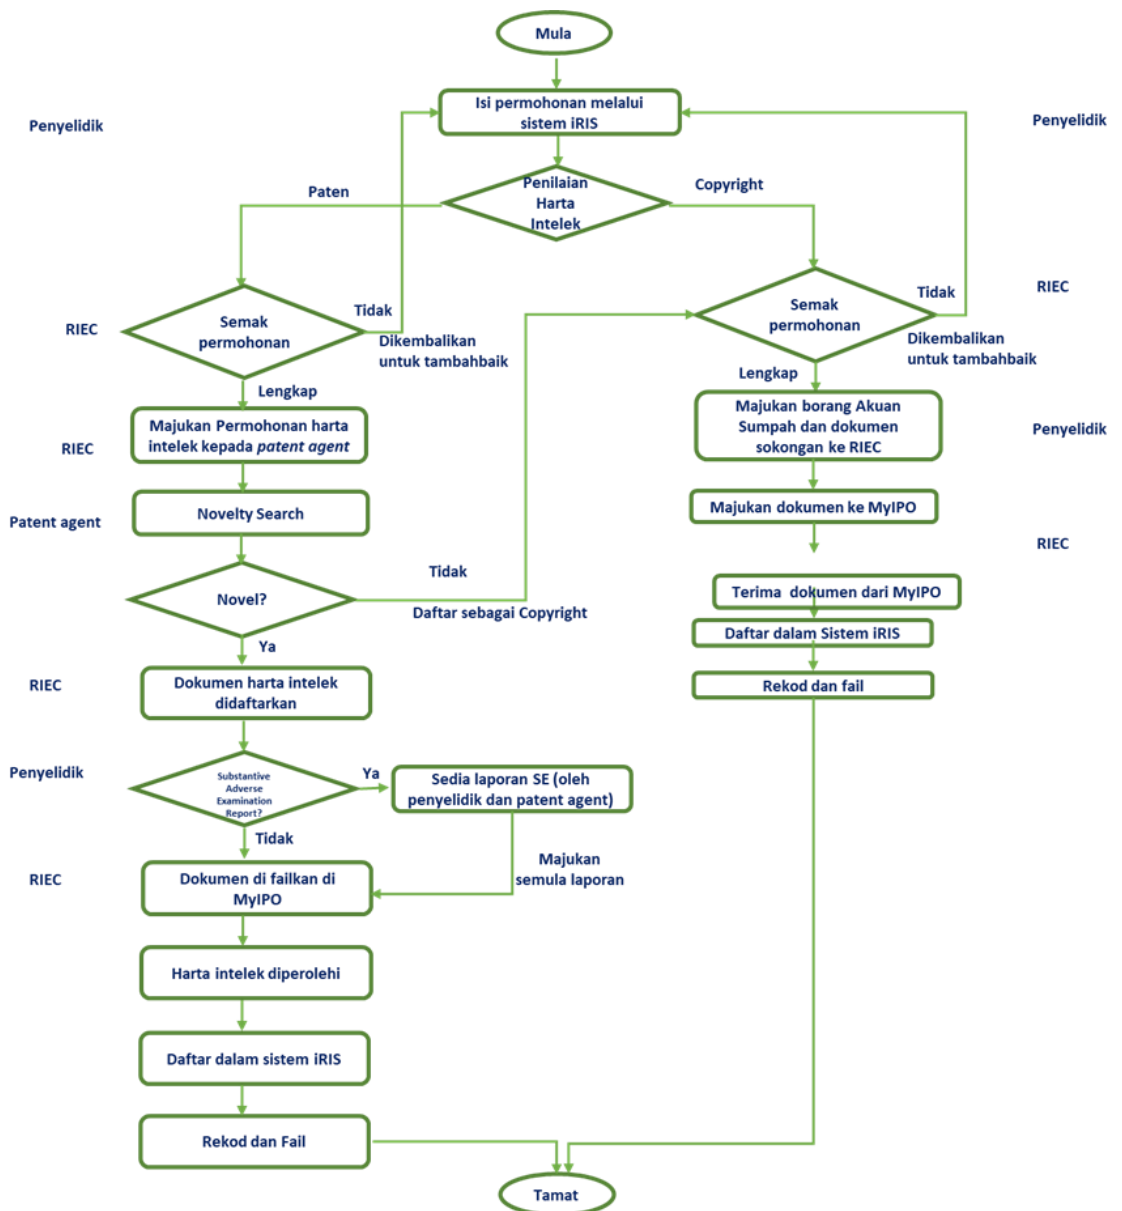 Mula
Isi permohonan melalui
sistem iRIS
Penyelidik
Penyelidik
Penilaian
Harta
Intelek
Paten
Copyright
RIEC
Semak
permohonan
Tidak
Dikembalikan
untuk tambahbaik
Lengkap
RIEC
Semak
permohonan
Tidak
Dikembalikan
untuk tambahbaik
Lengkap
RIEC
Majukan Permohonan harta
intelek kepada patent agent
Majukan borang Akuan
Sumpah dan dokumen
sokongan ke RIEC
Penyelidik
Patent agent
Novelty Search
Majukan dokumen ke MyIPO
RIEC
Novel?
Tidak
Daftar sebagai Copyright
Ya
Terima dokumen dari MyIPO
Daftar dalam Sistem iRIS
Rekod dan fail
RIEC
Dokumen harta intelek
didaftarkan
Penyelidik
Substantive
Adverse
Examination
Report?
Ya
Sedia laporan SE (oleh
penyelidik dan patent agent)
Tidak
Majukan
semula laporan
RIEC
Dokumen di failkan di
MyIPO
Harta intelek diperolehi
Daftar dalam sistem iRIS
Rekod dan Fail
Tamat